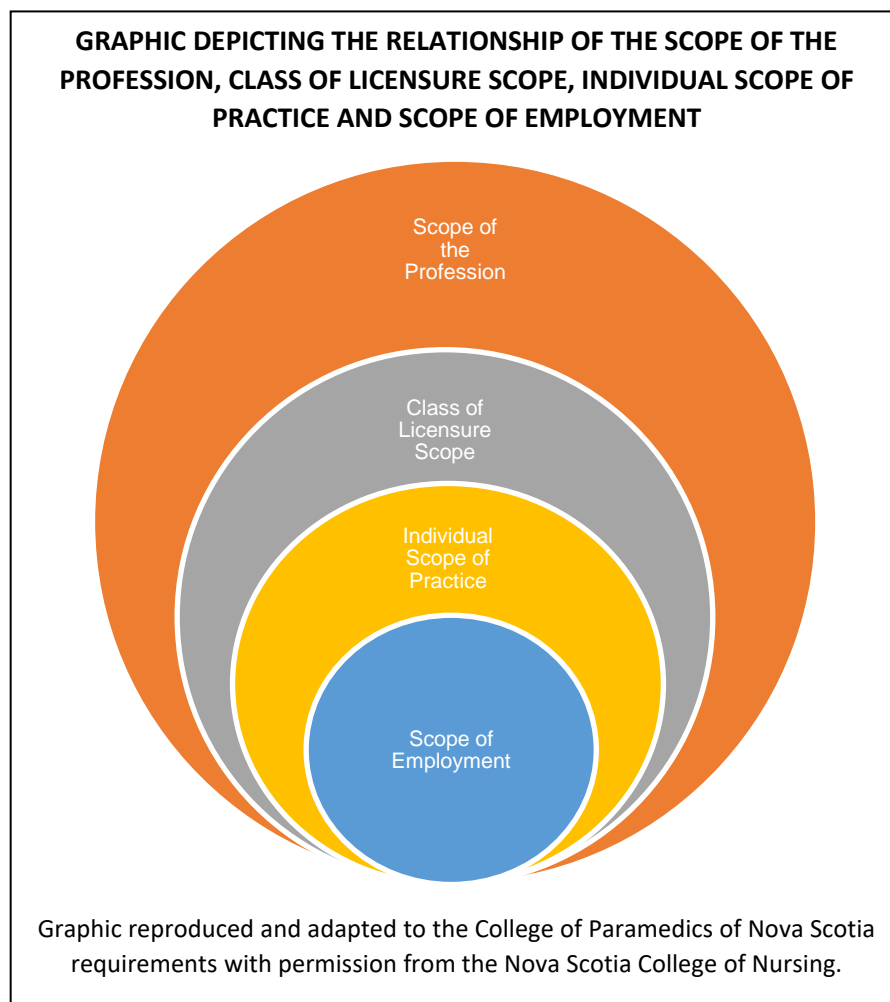 GRAPHIC DEPICTING THE RELATIONSHIP OF THE SCOPE OF THE
PROFESSION, CLASS OF LICENSURE SCOPE, INDIVIDUAL SCOPE OF
PRACTICE AND SCOPE OF EMPLOYMENT
Scope of
the
Profession
Class of
Licensure
Scope
Individual
Scope of
Practice
Scope of
Employment
Graphic reproduced and adapted to the College of Paramedics of Nova Scotia
requirements with permission from the Nova Scotia College of Nursing.